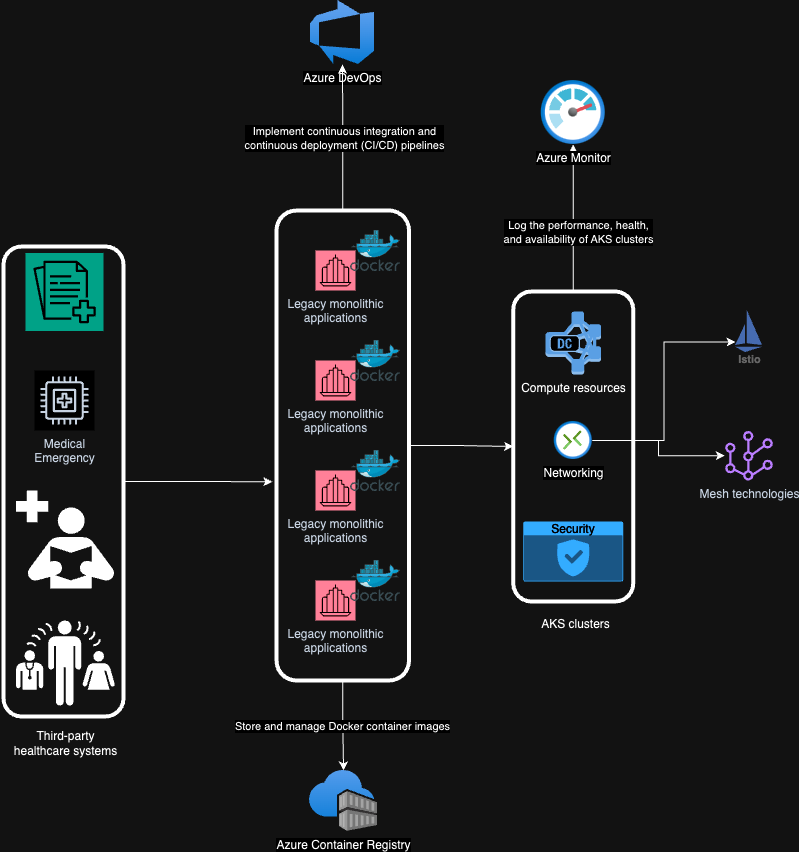 Azure DevOps
Implement continuous integration and
continuous deployment (CI/CD) pipelines
Azure Monitor
Log the performance, health,
and availability of AKS clusters
Medical
Emergency
Third-party
healthcare systems
docker
Legacy monolithic
applications
docker
Legacy monolithic
applications
docker
Legacy monolithic
applications
docker
Legacy monolithic
applications
Store and manage Docker container images
Azure Container Registry
DC
Compute resources
Networking
Security
AKS clusters
Istio
Mesh technologies